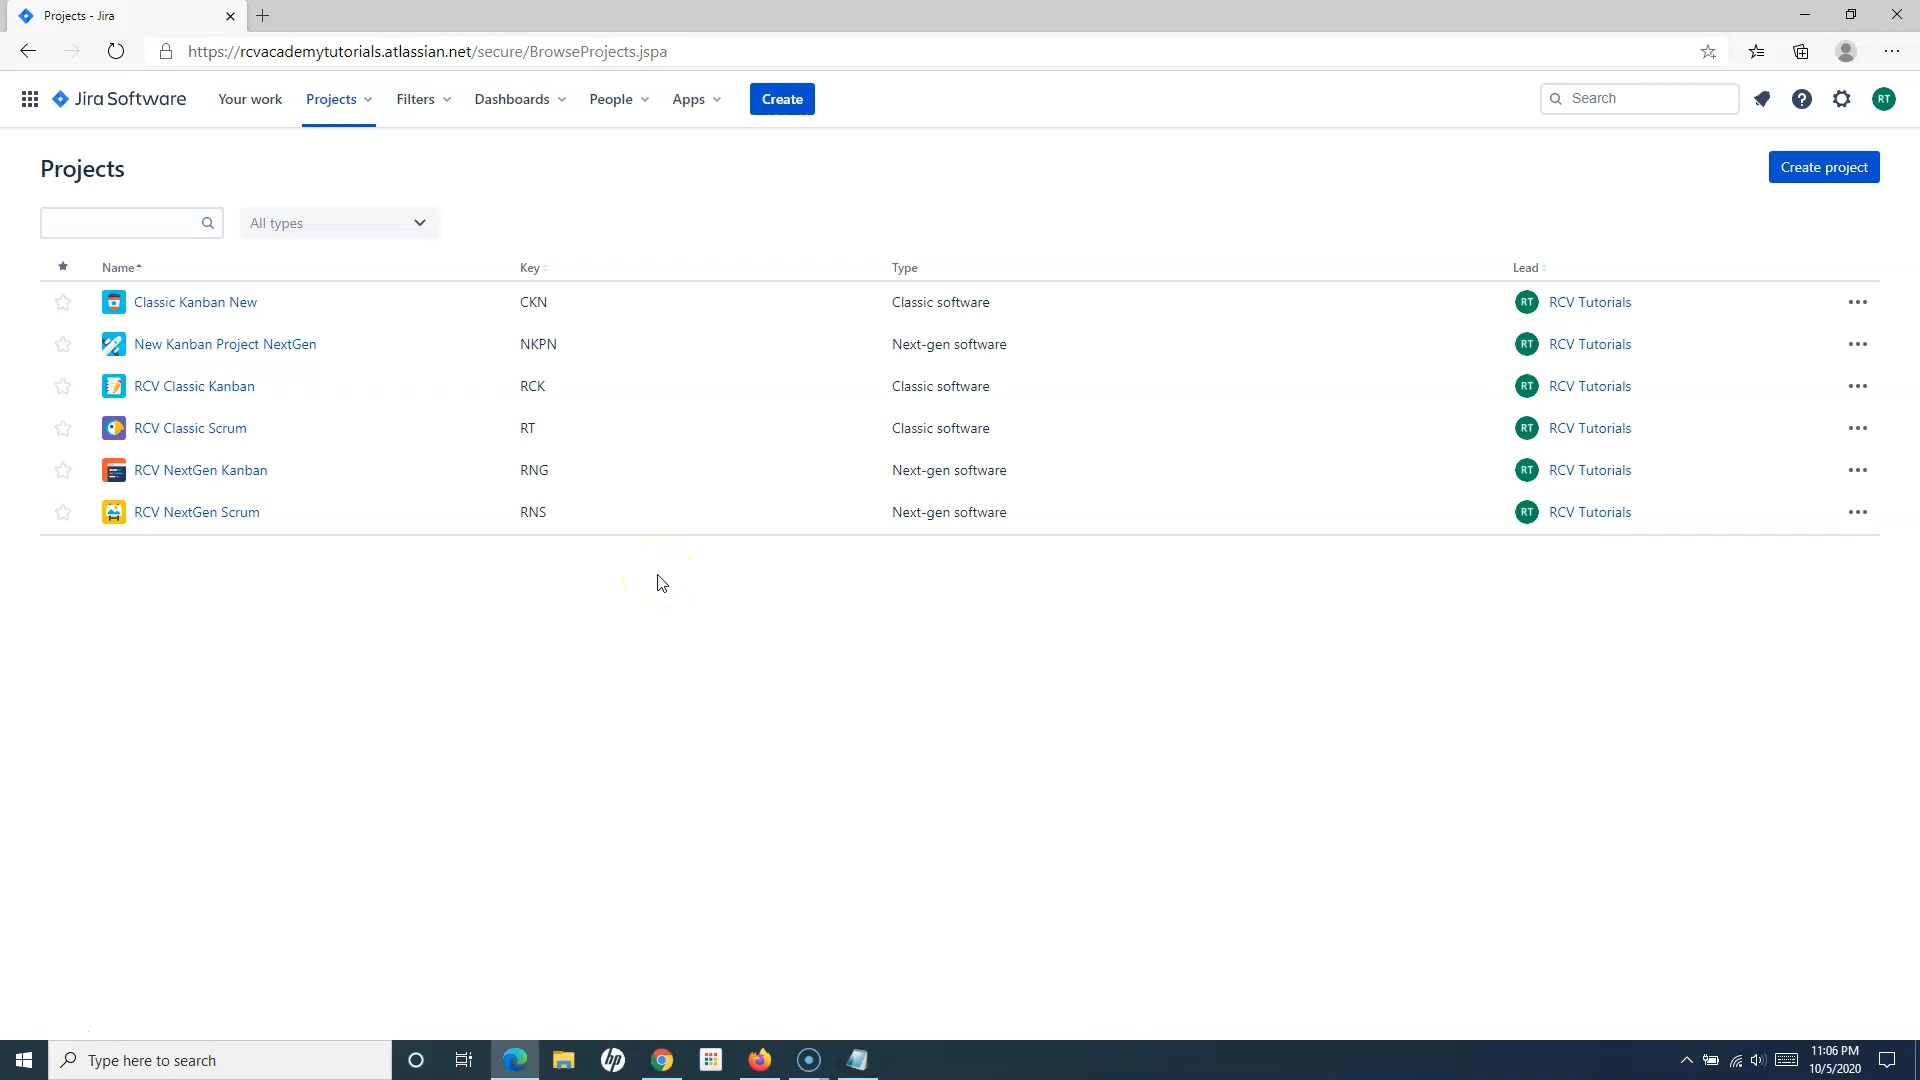 Projects - Jira
https://rcvacademytutorials.atlassian.net/secure/BrowseProjects.jspa
Jira Software Your work Projects Filters Dashboards People Apps Create Search RT
Projects Create project
All types
Name Key Type Lead
Classic Kanban New CKN Classic software RT RCV Tutorials
New Kanban Project NextGen NKPN Next-gen software RT RCV Tutorials
RCV Classic Kanban RCK Classic software RT RCV Tutorials
RCV Classic Scrum RT Classic software RT RCV Tutorials
RCV NextGen Kanban RNG Next-gen software RT RCV Tutorials
RCV NextGen Scrum RNS Next-gen software RT RCV Tutorials
Type here to search hp 11:06 PM
10/5/2020